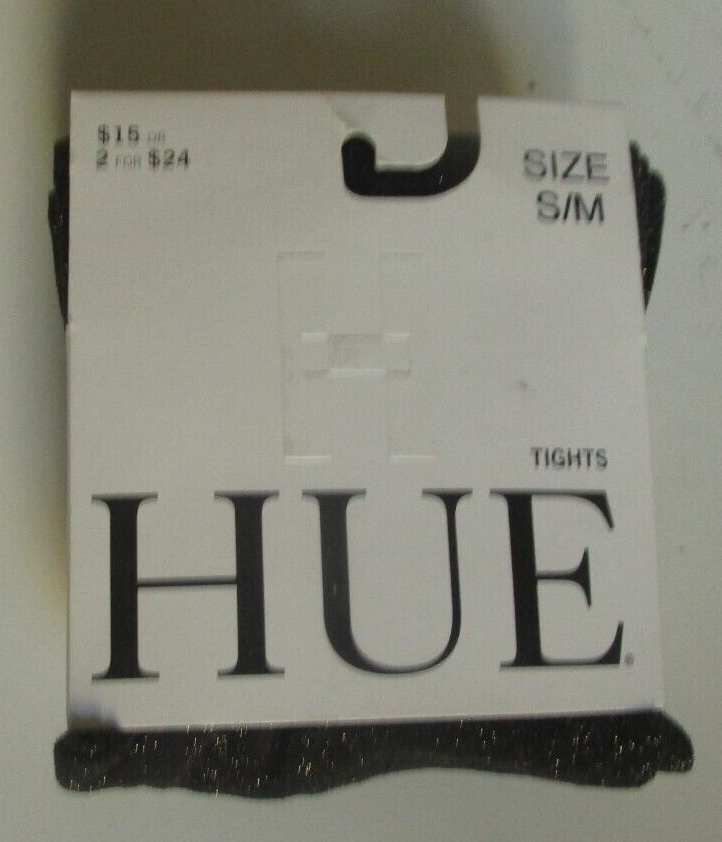 $15 OR
2 FOR $24
SIZE
S/M
TIGHTS
HUE®